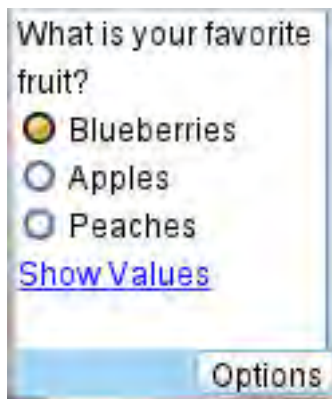 What is your favorite
fruit?
Blueberries
Apples
Peaches
Show Values
Options